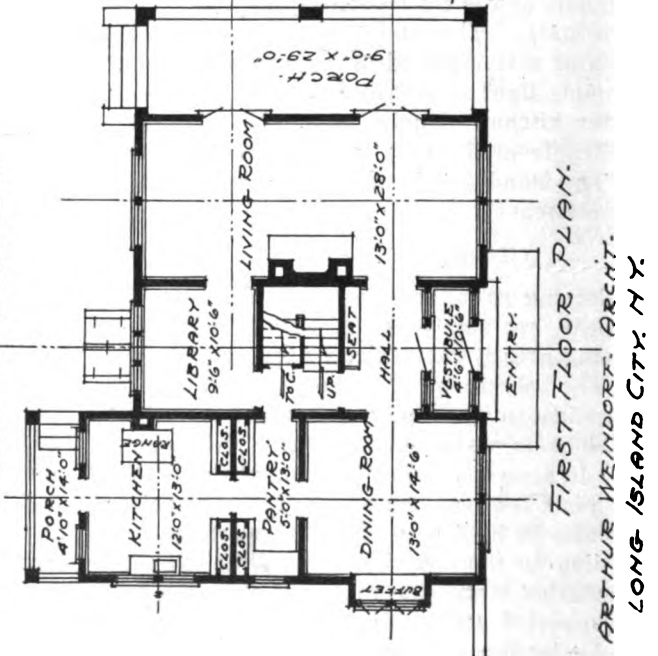 PORCH.
9'-0" X 29'-0"
LIVING ROOM
13'-0" X 28'-0"
LIBRARY
9'-6" X 10'-6"
TO C.
UP.
SEAT
HALL
VESTIBULE
4'-6" X 10'-6"
ENTRY.
PORCH
4'-10" X 14'-0"
KITCHEN
12'-0" X 13'-0"
RANGE
CLOS.
CLOS.
CLOS.
CLOS.
PANTRY
5'-0" X 13'-0"
DINING-ROOM
13'-0" X 14'-6"
BUFFET
FIRST FLOOR PLAN.
ARTHUR WEINDORF ARCHT.
LONG ISLAND CITY. N.Y.